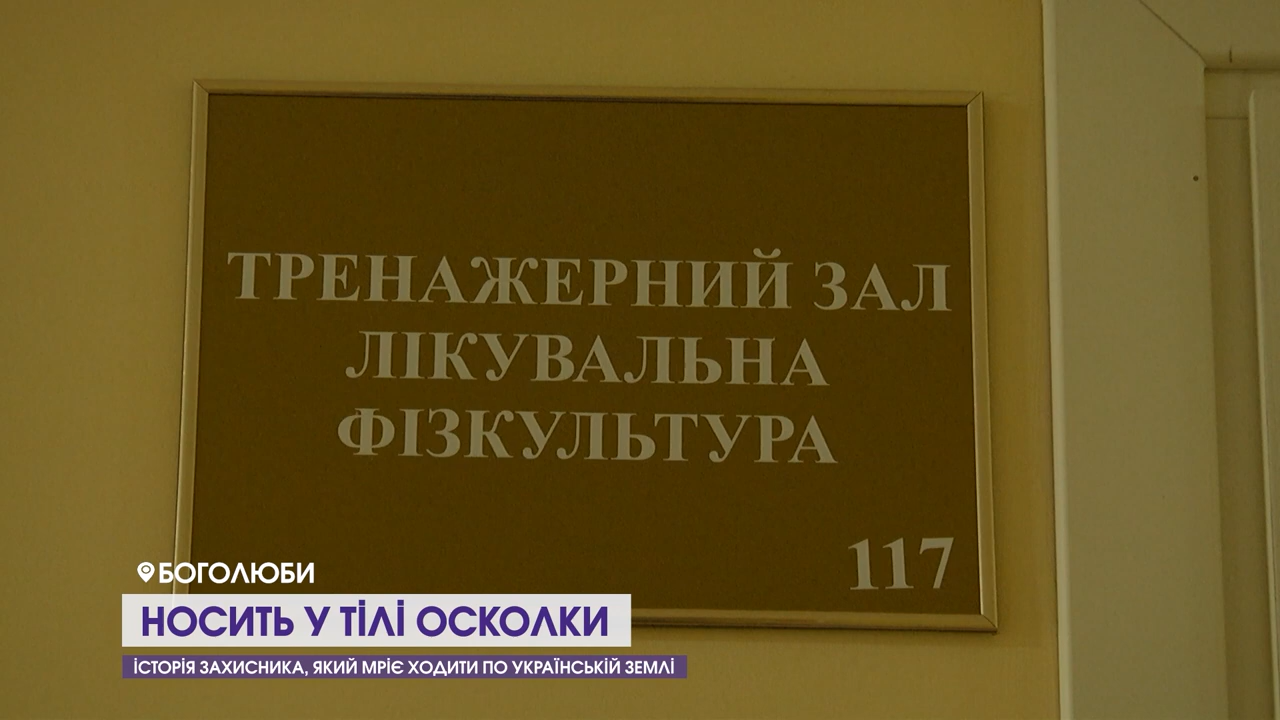 ТРЕНАЖЕРНИЙ ЗАЛ
ЛІКУВАЛЬНА
ФІЗКУЛЬТУРА
117
БОГОЛЮБИ
НОСИТЬ У ТІЛІ ОСКОЛКИ
ІСТОРІЯ ЗАХИСНИКА, ЯКИЙ МРІЄ ХОДИТИ ПО УКРАЇНСЬКІЙ ЗЕМЛІ